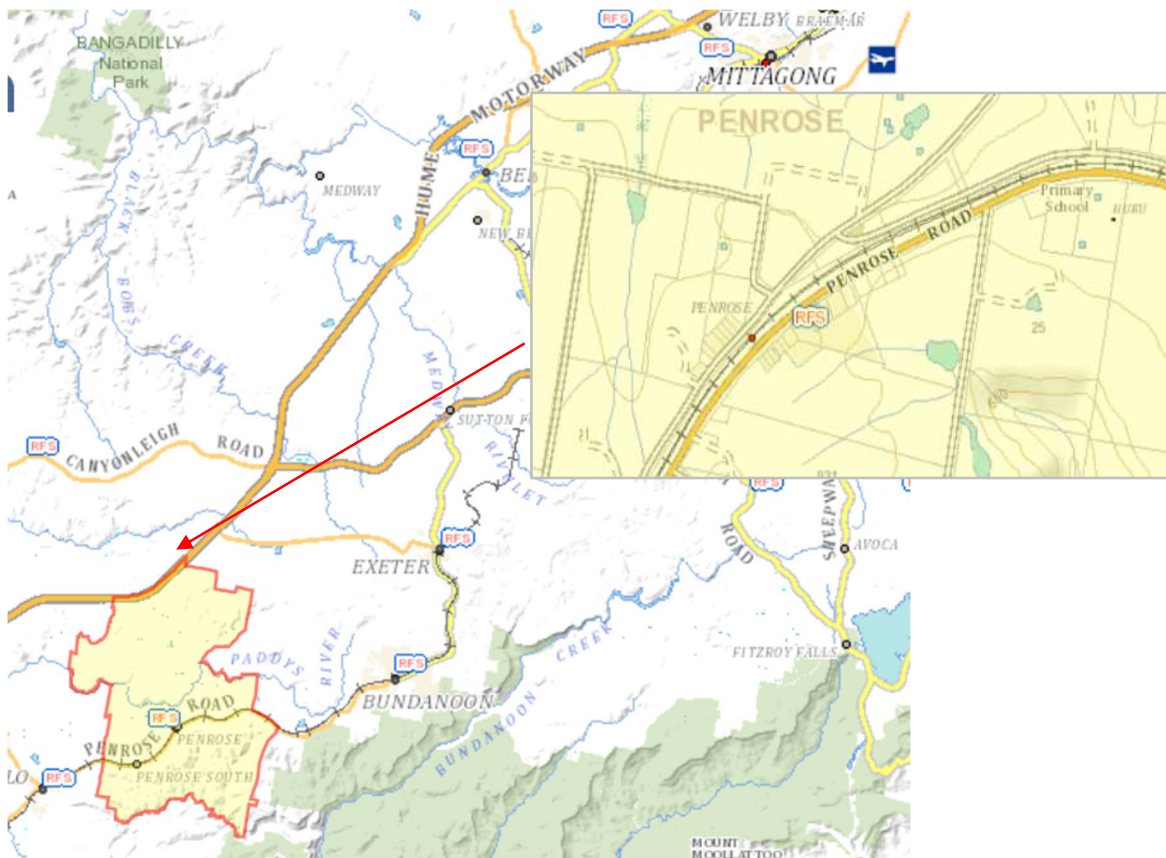 BANGADILLY
National
Park
RFS
WELBY
BRAEMAR
RFS
MITTAGONG
HUME MOTORWAY
RFS
MEDWAY
BLACK BOBS CREEK
RFS
CANYONLEIGH ROAD
MEDWAY RIVULET
EXETER
RFS
PADDYS
RIVER
RFS
BUNDANOON
BUNDANOON CREEK
RFS
PENROSE ROAD
PENROSE
PENROSE SOUTH
RFS
RFS
ROAD
AVOCA
FITZROY FALLS
MOUNT
MOOLLATTOO
PENROSE
PENROSE ROAD
Primary
School
PENROSE
RFS
25